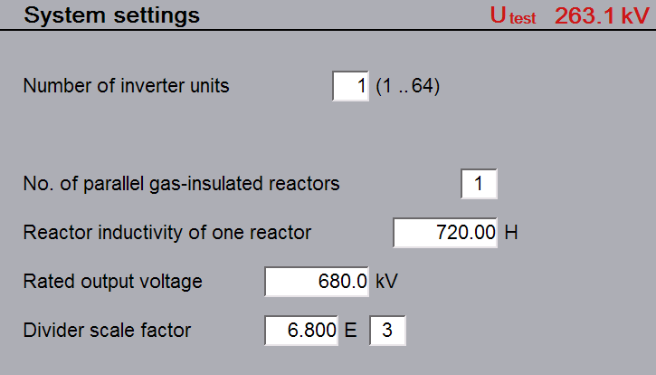 System settings U test 263.1 kV
Number of inverter units 1 (1 .. 64)
No. of parallel gas-insulated reactors 1
Reactor inductivity of one reactor 720.00 H
Rated output voltage 680.0 kV
Divider scale factor 6.800 E 3